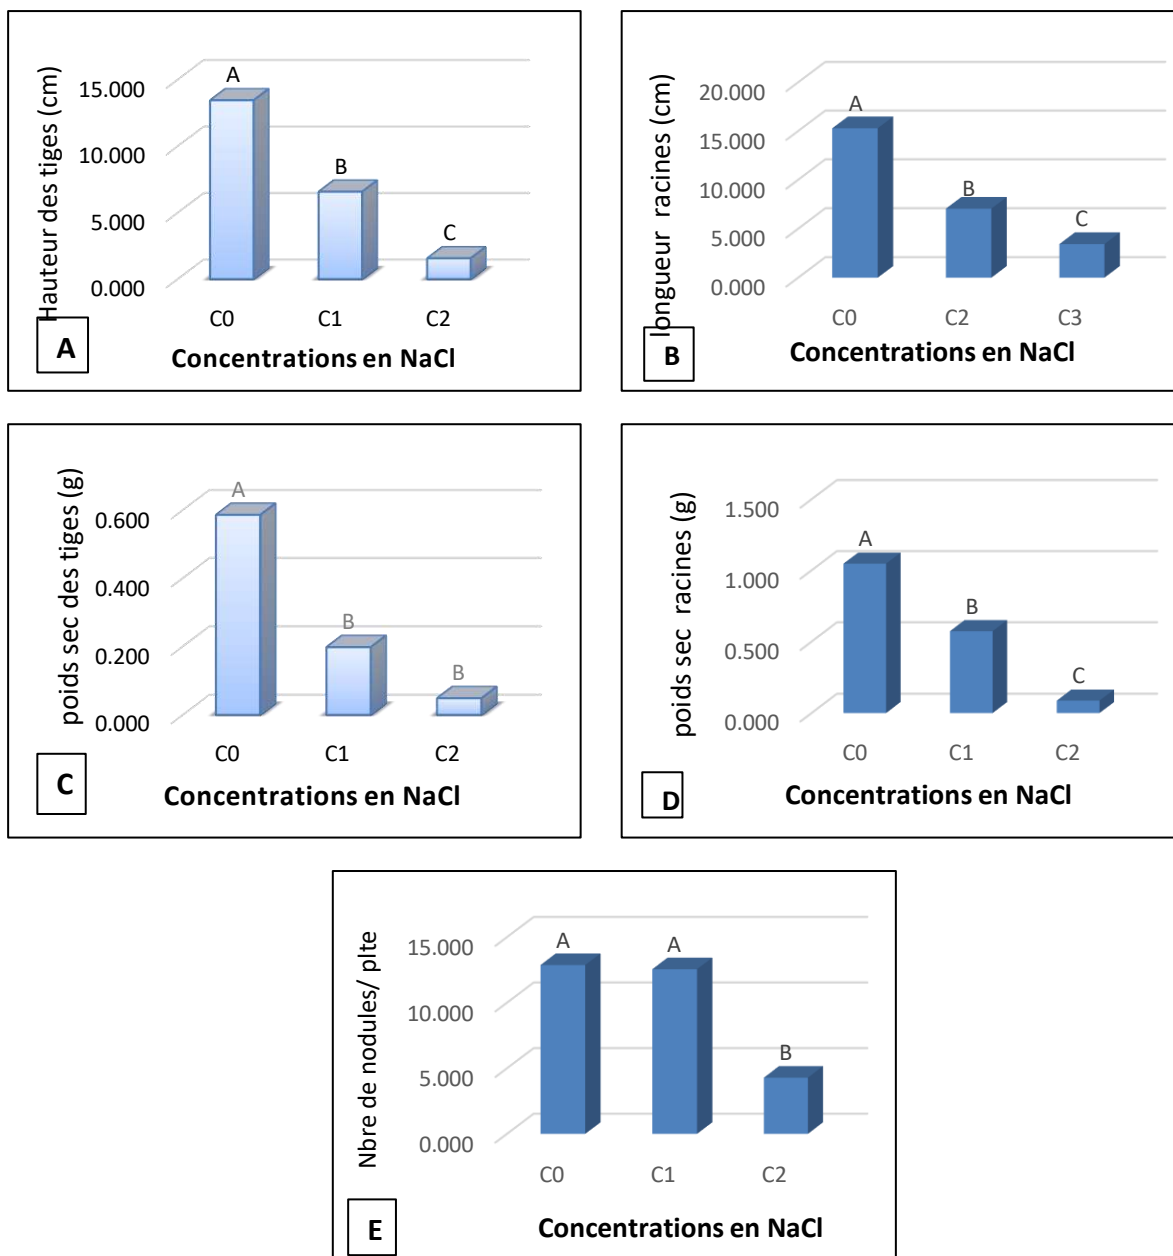 Hauteur des tiges (cm)
15.000
10.000
5.000
0.000
A
B
C
C0 C1 C2
Concentrations en NaCl
A
longueur racines (cm)
20.000
15.000
10.000
5.000
0.000
A
B
C
C0 C2 C3
Concentrations en NaCl
B
poids sec des tiges (g)
0.600
0.400
0.200
0.000
A
B
B
C0 C1 C2
Concentrations en NaCl
C
poids sec racines (g)
1.500
1.000
0.500
0.000
A
B
C
C0 C1 C2
Concentrations en NaCl
D
Nbre de nodules/ plte
15.000
10.000
5.000
0.000
A
A
B
C0 C1 C2
Concentrations en NaCl
E